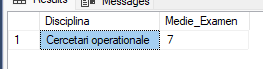 Results Messages
Disciplina Medie_Examen
1 Cercetari operationale 7